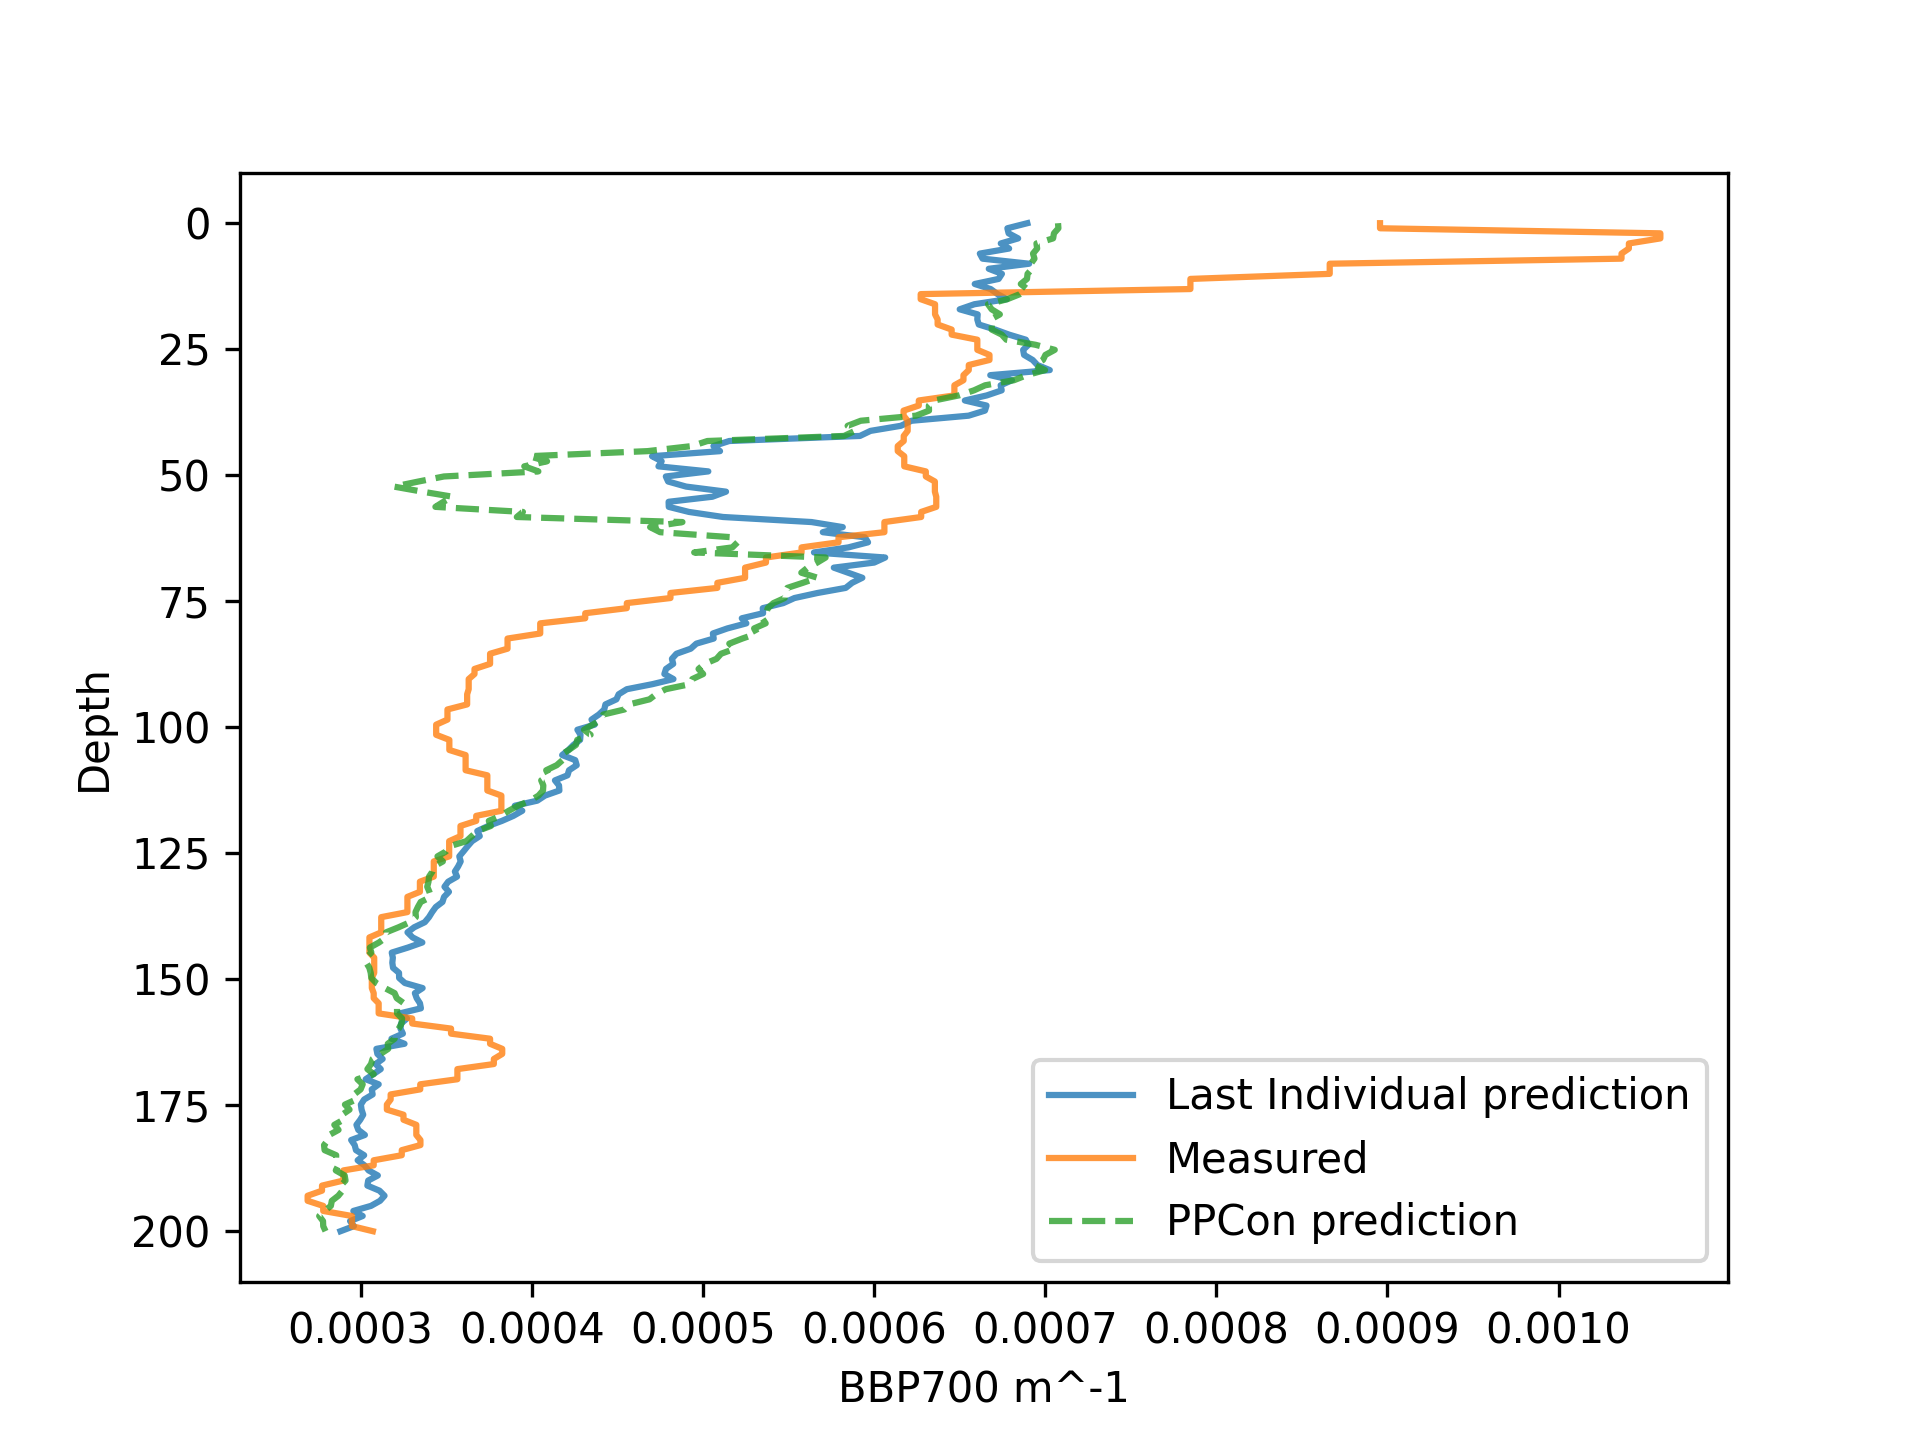 0
25
50
75
100
125
150
175
200
Depth
0.0003 0.0004 0.0005 0.0006 0.0007 0.0008 0.0009 0.0010
BBP700 m^-1
Last Individual prediction
Measured
PPCon prediction